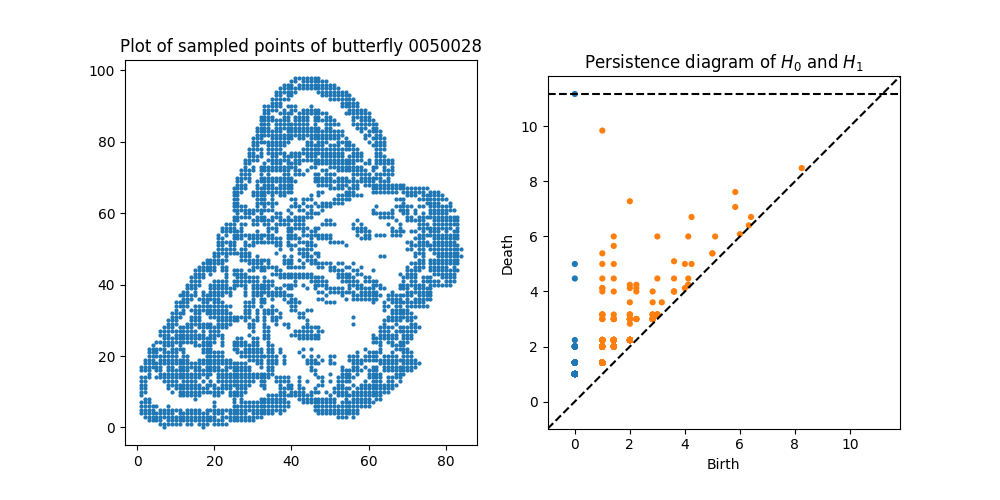 Plot of sampled points of butterfly 0050028
100
80
60
40
20
0
0 20 40 60 80
Persistence diagram of H₀ and H₁
10
8
6
4
2
0
Death
0 2 4 6 8 10
Birth